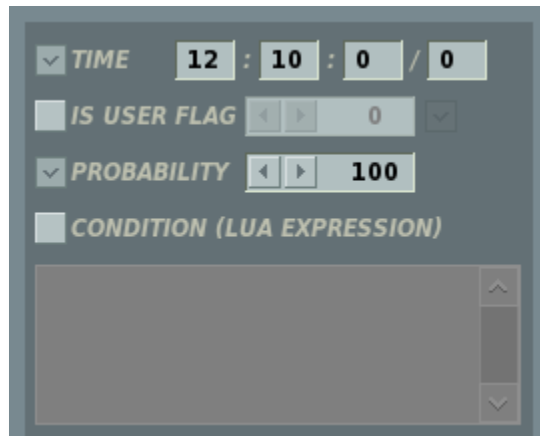 TIME 12 : 10 : 0 / 0
IS USER FLAG 0
PROBABILITY 100
CONDITION (LUA EXPRESSION)